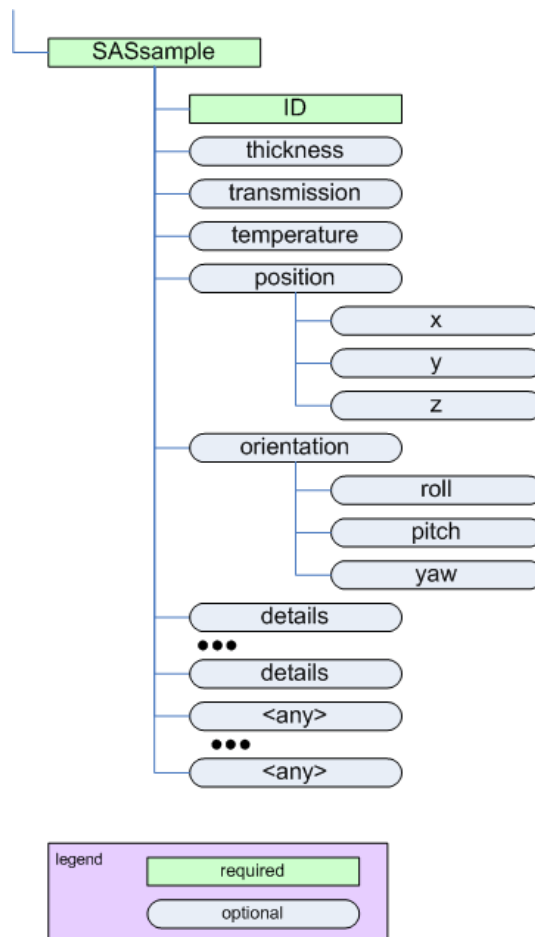 SASsample
ID
thickness
transmission
temperature
position
x
y
z
orientation
roll
pitch
yaw
details
•••
details
<any>
•••
<any>
legend
required
optional